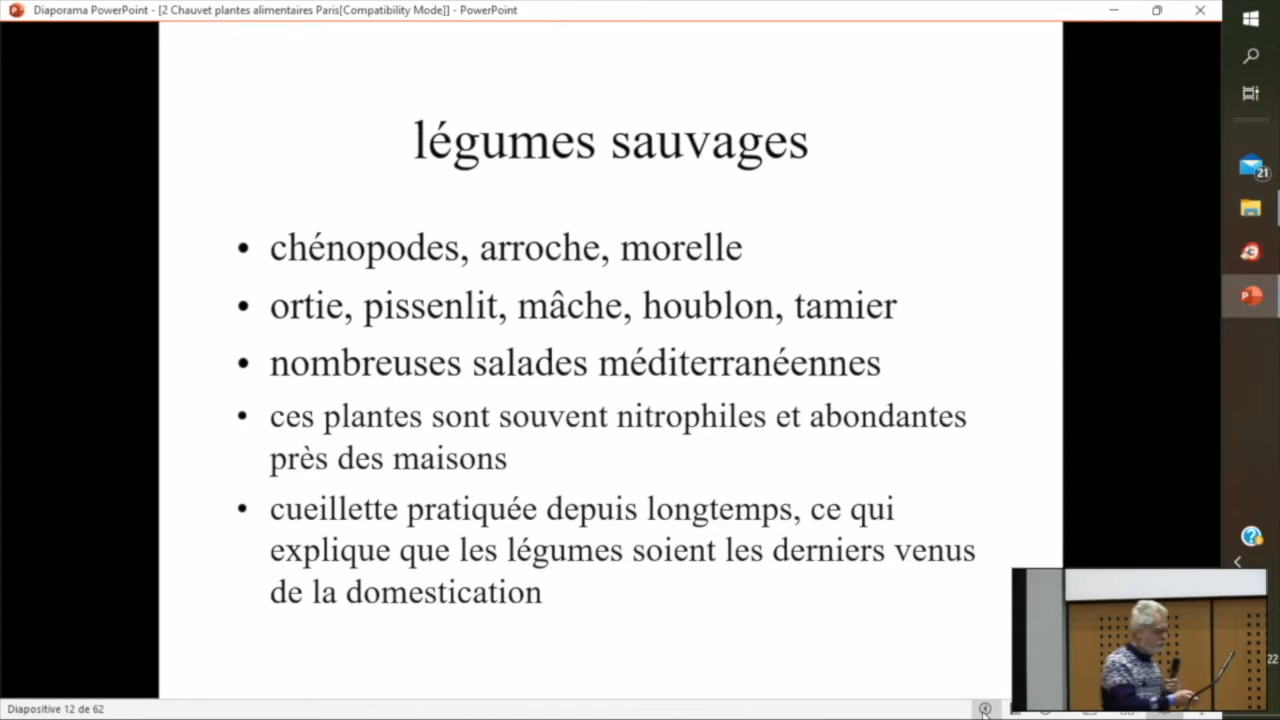 Diaporama PowerPoint - [2 Chauvet plantes alimentaires Paris[Compatibility Mode]] - PowerPoint
légumes sauvages
• chénopodes, arroche, morelle
• ortie, pissenlit, mâche, houblon, tamier
• nombreuses salades méditerranéennes
• ces plantes sont souvent nitrophiles et abondantes
près des maisons
• cueillette pratiquée depuis longtemps, ce qui
explique que les légumes soient les derniers venus
de la domestication
21
22
Diapositive 12 de 62